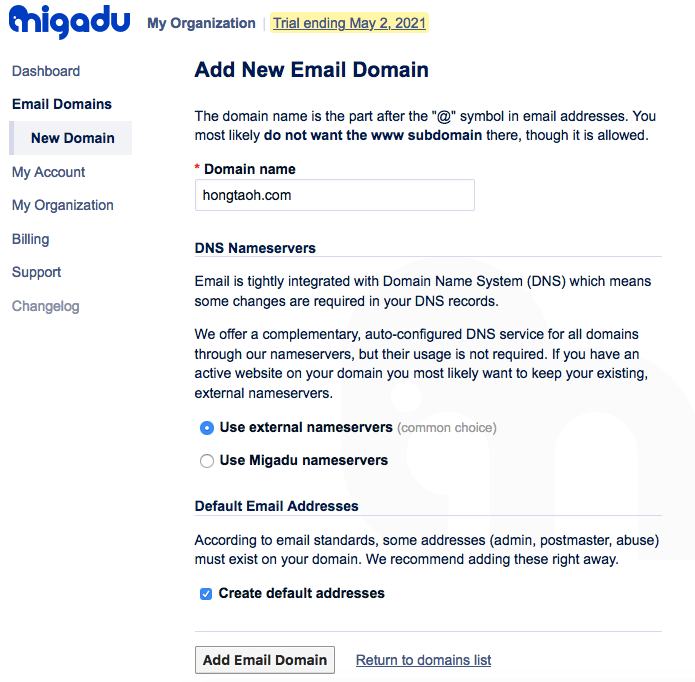 migadu My Organization | Trial ending May 2, 2021
Dashboard
Email Domains
New Domain
My Account
My Organization
Billing
Support
Changelog
Add New Email Domain
The domain name is the part after the "@" symbol in email addresses. You
most likely do not want the www subdomain there, though it is allowed.
* Domain name
hongtaoh.com
DNS Nameservers
Email is tightly integrated with Domain Name System (DNS) which means
some changes are required in your DNS records.
We offer a complementary, auto-configured DNS service for all domains
through our nameservers, but their usage is not required. If you have an
active website on your domain you most likely want to keep your existing,
external nameservers.
Use external nameservers (common choice)
Use Migadu nameservers
Default Email Addresses
According to email standards, some addresses (admin, postmaster, abuse)
must exist on your domain. We recommend adding these right away.
Create default addresses
Add Email Domain Return to domains list